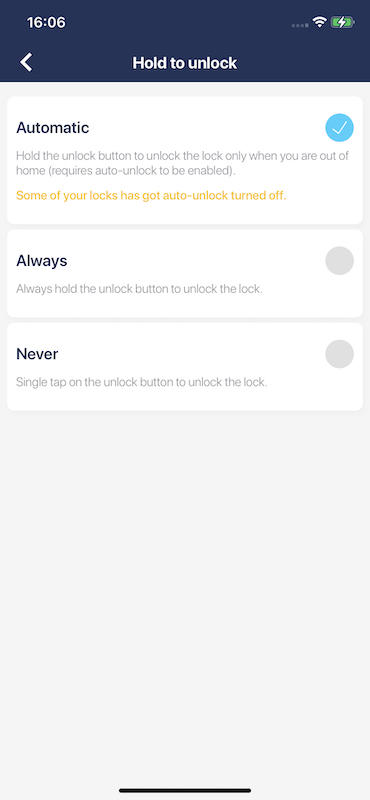 16:06
Hold to unlock
Automatic
Hold the unlock button to unlock the lock only when you are out of
home (requires auto-unlock to be enabled).
Some of your locks has got auto-unlock turned off.
Always
Always hold the unlock button to unlock the lock.
Never
Single tap on the unlock button to unlock the lock.